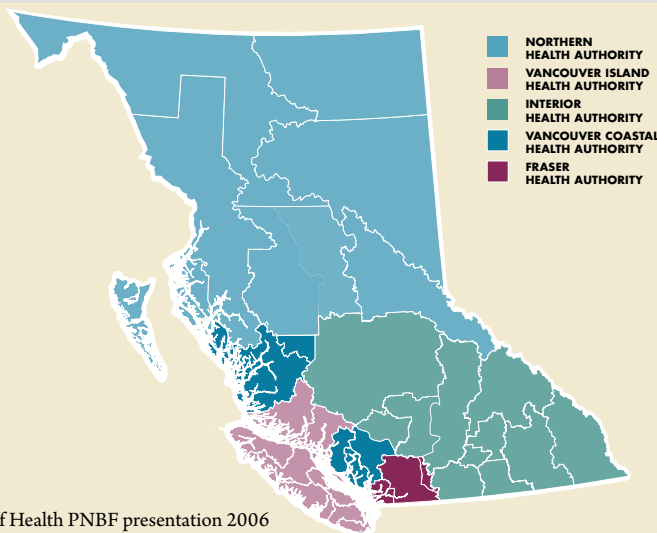 NORTHERN
HEALTH AUTHORITY
VANCOUVER ISLAND
HEALTH AUTHORITY
INTERIOR
HEALTH AUTHORITY
VANCOUVER COASTAL
HEALTH AUTHORITY
FRASER
HEALTH AUTHORITY
f Health PNBF presentation 2006